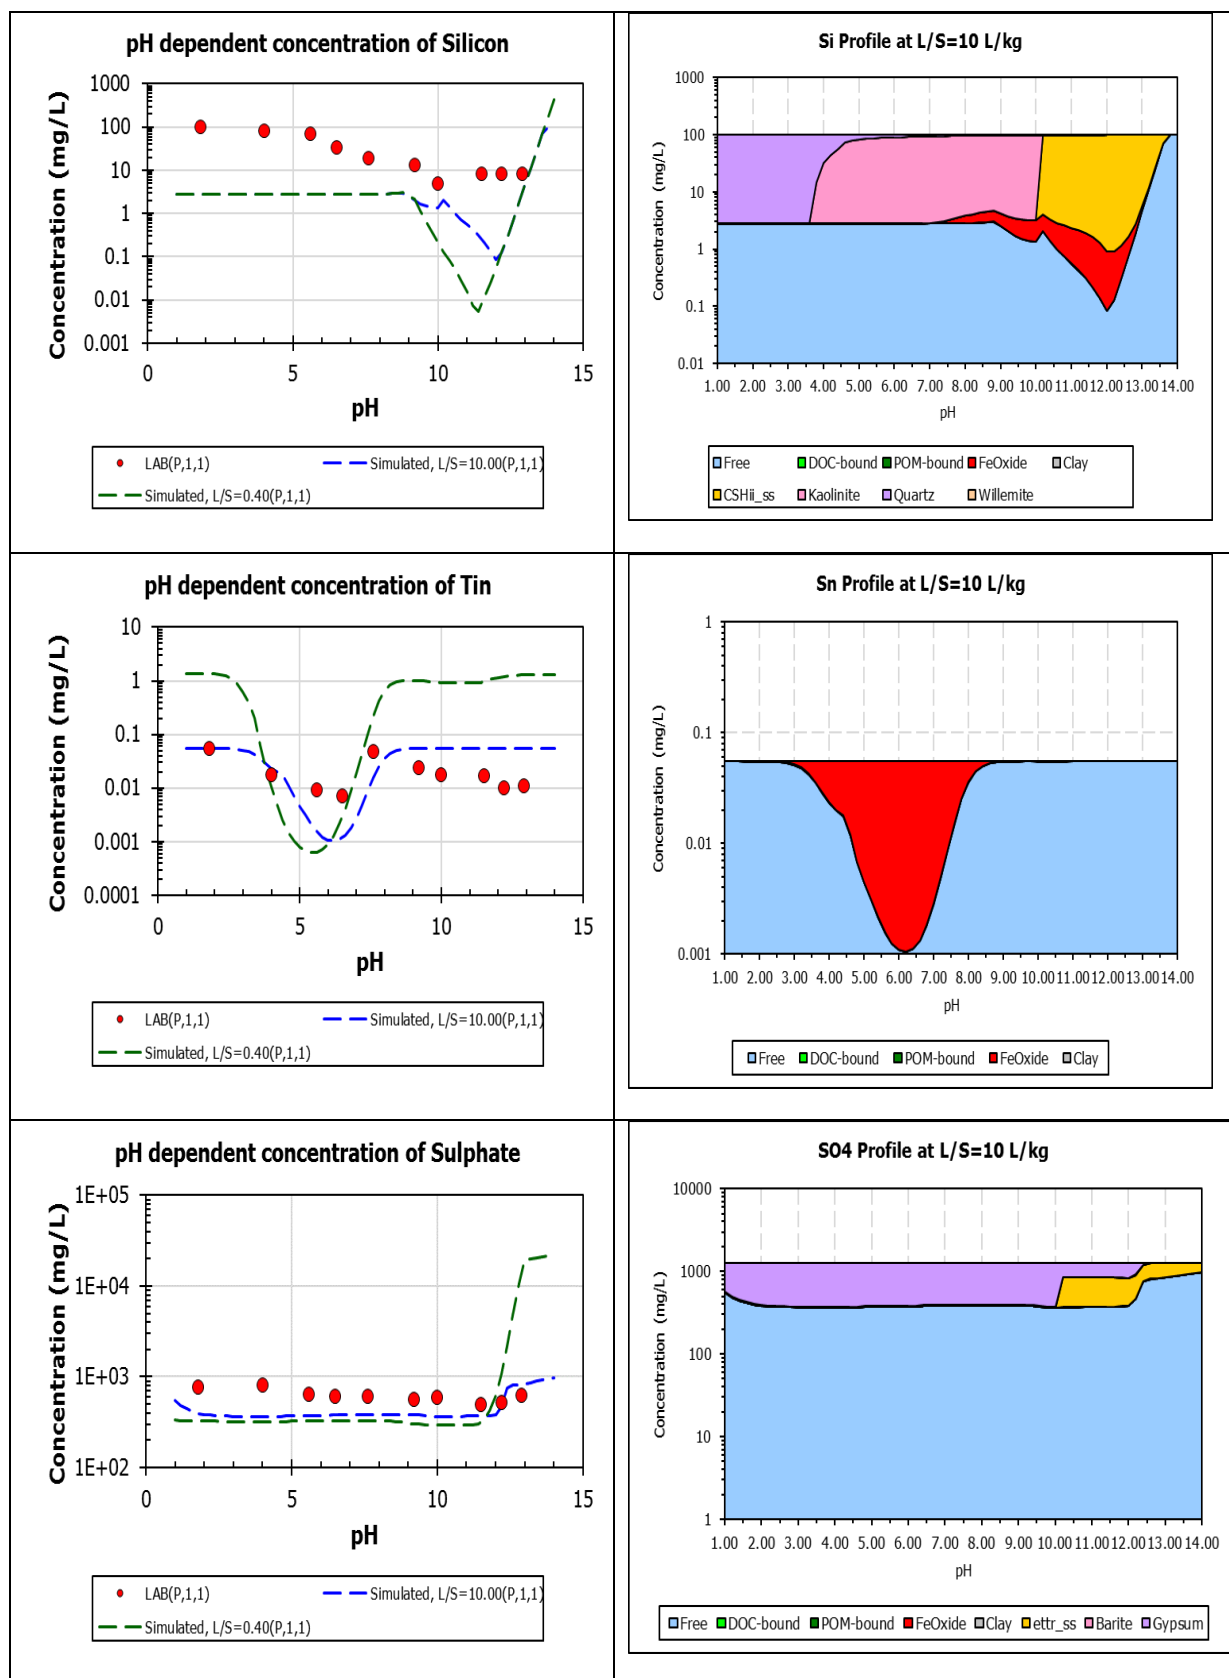 pH dependent concentration of Silicon
Concentration (mg/L)
1000
100
10
1
0.1
0.01
0.001
0 5 10 15
pH
LAB(P,1,1) Simulated, L/S=10.00(P,1,1)
Simulated, L/S=0.40(P,1,1)
Si Profile at L/S=10 L/kg
Concentration (mg/L)
1000
100
10
1
0.1
0.01
1.00 2.00 3.00 4.00 5.00 6.00 7.00 8.00 9.00 10.00 11.00 12.00 13.00 14.00
pH
Free DOC-bound POM-bound FeOxide Clay
CSHii_ss Kaolinite Quartz Willemite
pH dependent concentration of Tin
Concentration (mg/L)
10
1
0.1
0.01
0.001
0.0001
0 5 10 15
pH
LAB(P,1,1) Simulated, L/S=10.00(P,1,1)
Simulated, L/S=0.40(P,1,1)
Sn Profile at L/S=10 L/kg
Concentration (mg/L)
1
0.1
0.01
0.001
1.00 2.00 3.00 4.00 5.00 6.00 7.00 8.00 9.00 10.00 11.00 12.00 13.00 14.00
pH
Free DOC-bound POM-bound FeOxide Clay
pH dependent concentration of Sulphate
Concentration (mg/L)
1E+05
1E+04
1E+03
1E+02
0 5 10 15
pH
LAB(P,1,1) Simulated, L/S=10.00(P,1,1)
Simulated, L/S=0.40(P,1,1)
SO4 Profile at L/S=10 L/kg
Concentration (mg/L)
10000
1000
100
10
1
1.00 2.00 3.00 4.00 5.00 6.00 7.00 8.00 9.00 10.00 11.00 12.00 13.00 14.00
pH
Free DOC-bound POM-bound FeOxide Clay ettr_ss Barite Gypsum